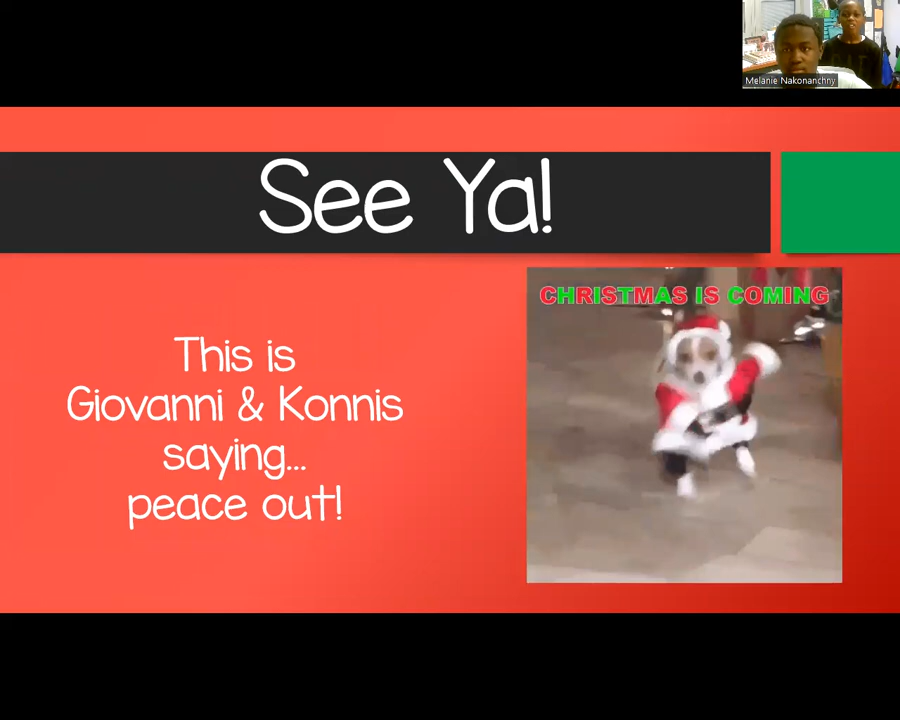 Melanie Nakonanchny
See Ya!
CHRISTMAS IS COMING
This is
Giovanni & Konnis
saying...
peace out!